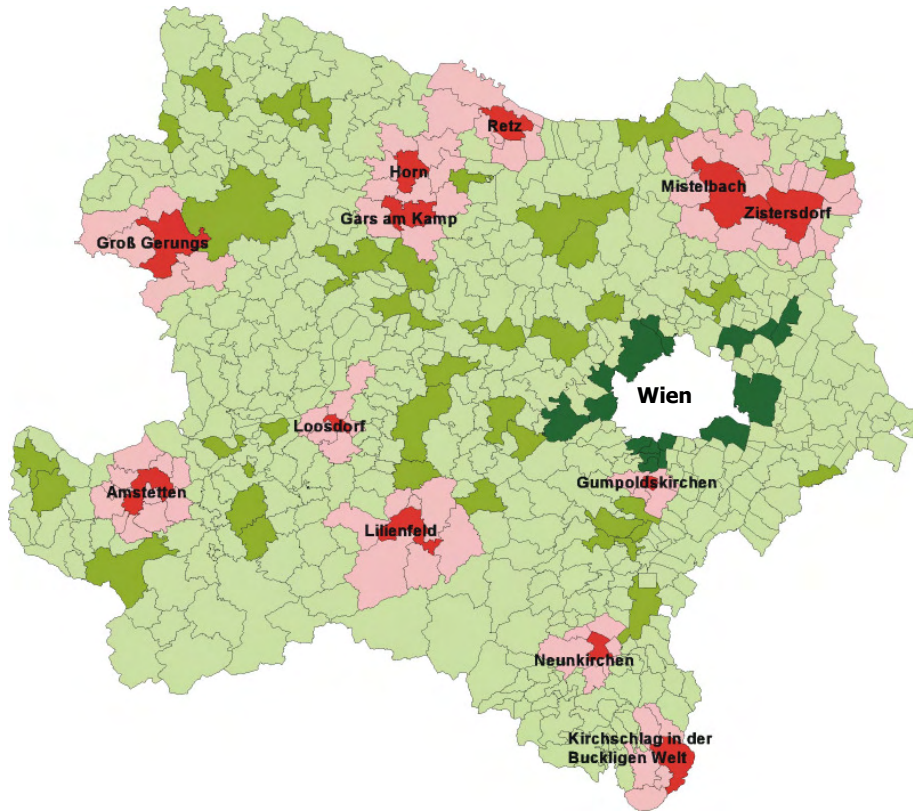 Retz
Horn
Mistelbach
Zistersdorf
Gars am Kamp
Groß Gerungs
Wien
Loosdorf
Gumpoldskirchen
Amstetten
Lilienfeld
Neunkirchen
Kirchschlag in der
Buckligen Welt